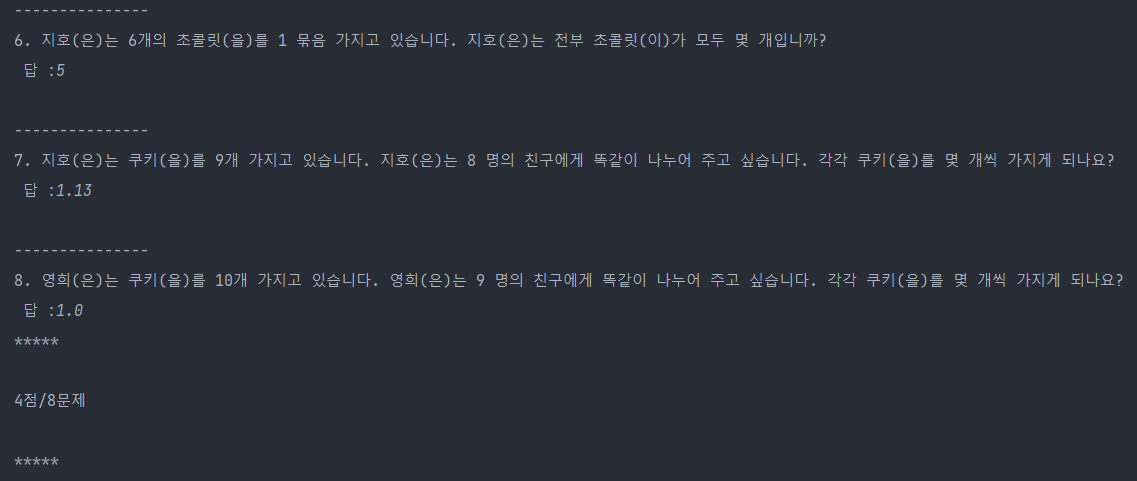 ---------------
6. 지호(은)는 6개의 초콜릿(을)를 1 묶음 가지고 있습니다. 지호(은)는 전부 초콜릿(이)가 모두 몇 개입니까?
답 :5
---------------
7. 지호(은)는 쿠키(을)를 9개 가지고 있습니다. 지호(은)는 8 명의 친구에게 똑같이 나누어 주고 싶습니다. 각각 쿠키(을)를 몇 개씩 가지게 되나요?
답 :1.13
---------------
8. 영희(은)는 쿠키(을)를 10개 가지고 있습니다. 영희(은)는 9 명의 친구에게 똑같이 나누어 주고 싶습니다. 각각 쿠키(을)를 몇 개씩 가지게 되나요?
답 :1.0
*****
4점/8문제
*****